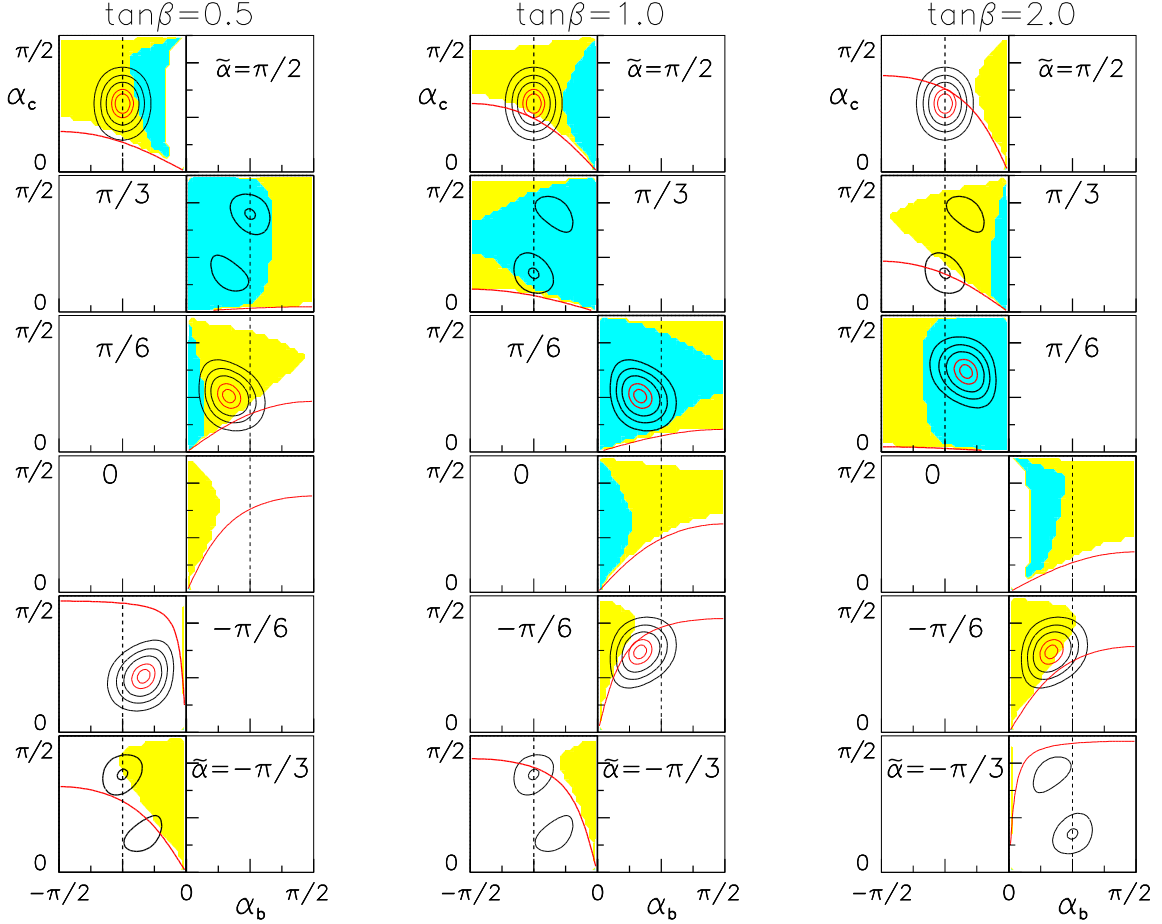 tanβ=0.5 tanβ=1.0 tanβ=2.0
π/2 α̃=π/2 π/2 α̃=π/2 π/2 α̃=π/2
α_c α_c α_c
0 0 0
π/2 π/3 π/2 π/3 π/2 π/3
0 0 0
π/2 π/6 π/2 π/6 π/2 π/6
0 0 0
π/2 0 π/2 0 π/2 0
0 0 0
π/2 −π/6 π/2 −π/6 π/2 −π/6
0 0 0
π/2 α̃=−π/3 π/2 α̃=−π/3 π/2 α̃=−π/3
0 0 0
−π/2 0 π/2 0 π/2 0 π/2
α_b α_b α_b